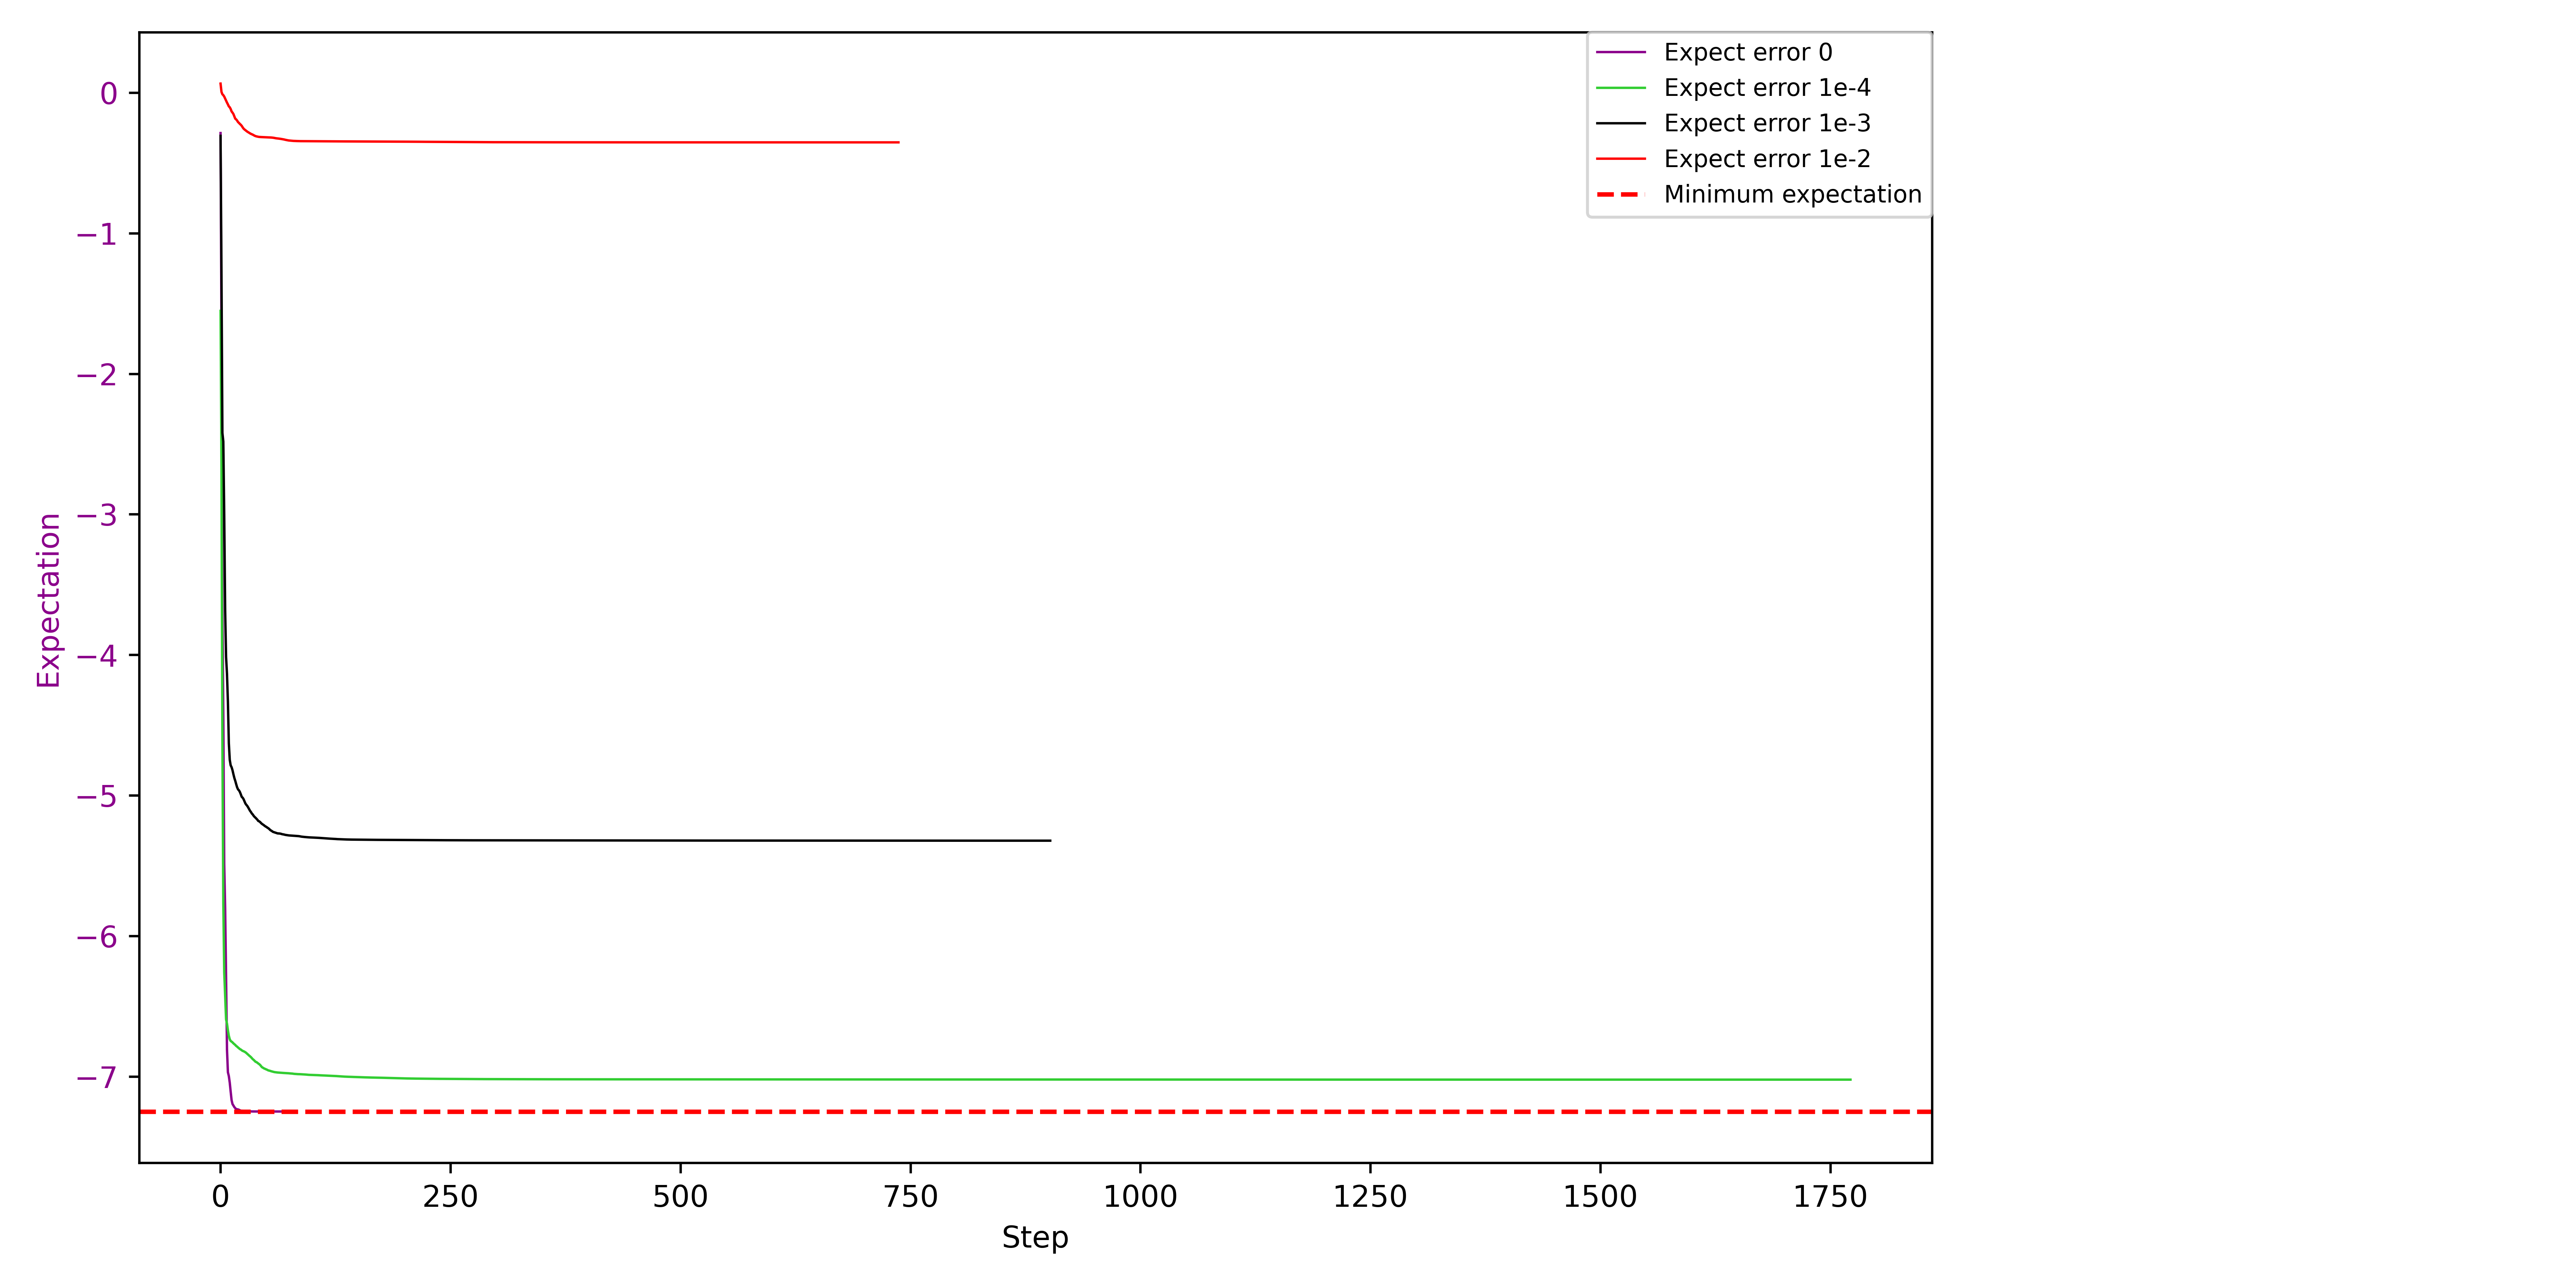 Expect error 0
Expect error 1e-4
Expect error 1e-3
Expect error 1e-2
Minimum expectation
0
−1
−2
−3
−4
−5
−6
−7
Expectation
0 250 500 750 1000 1250 1500 1750
Step